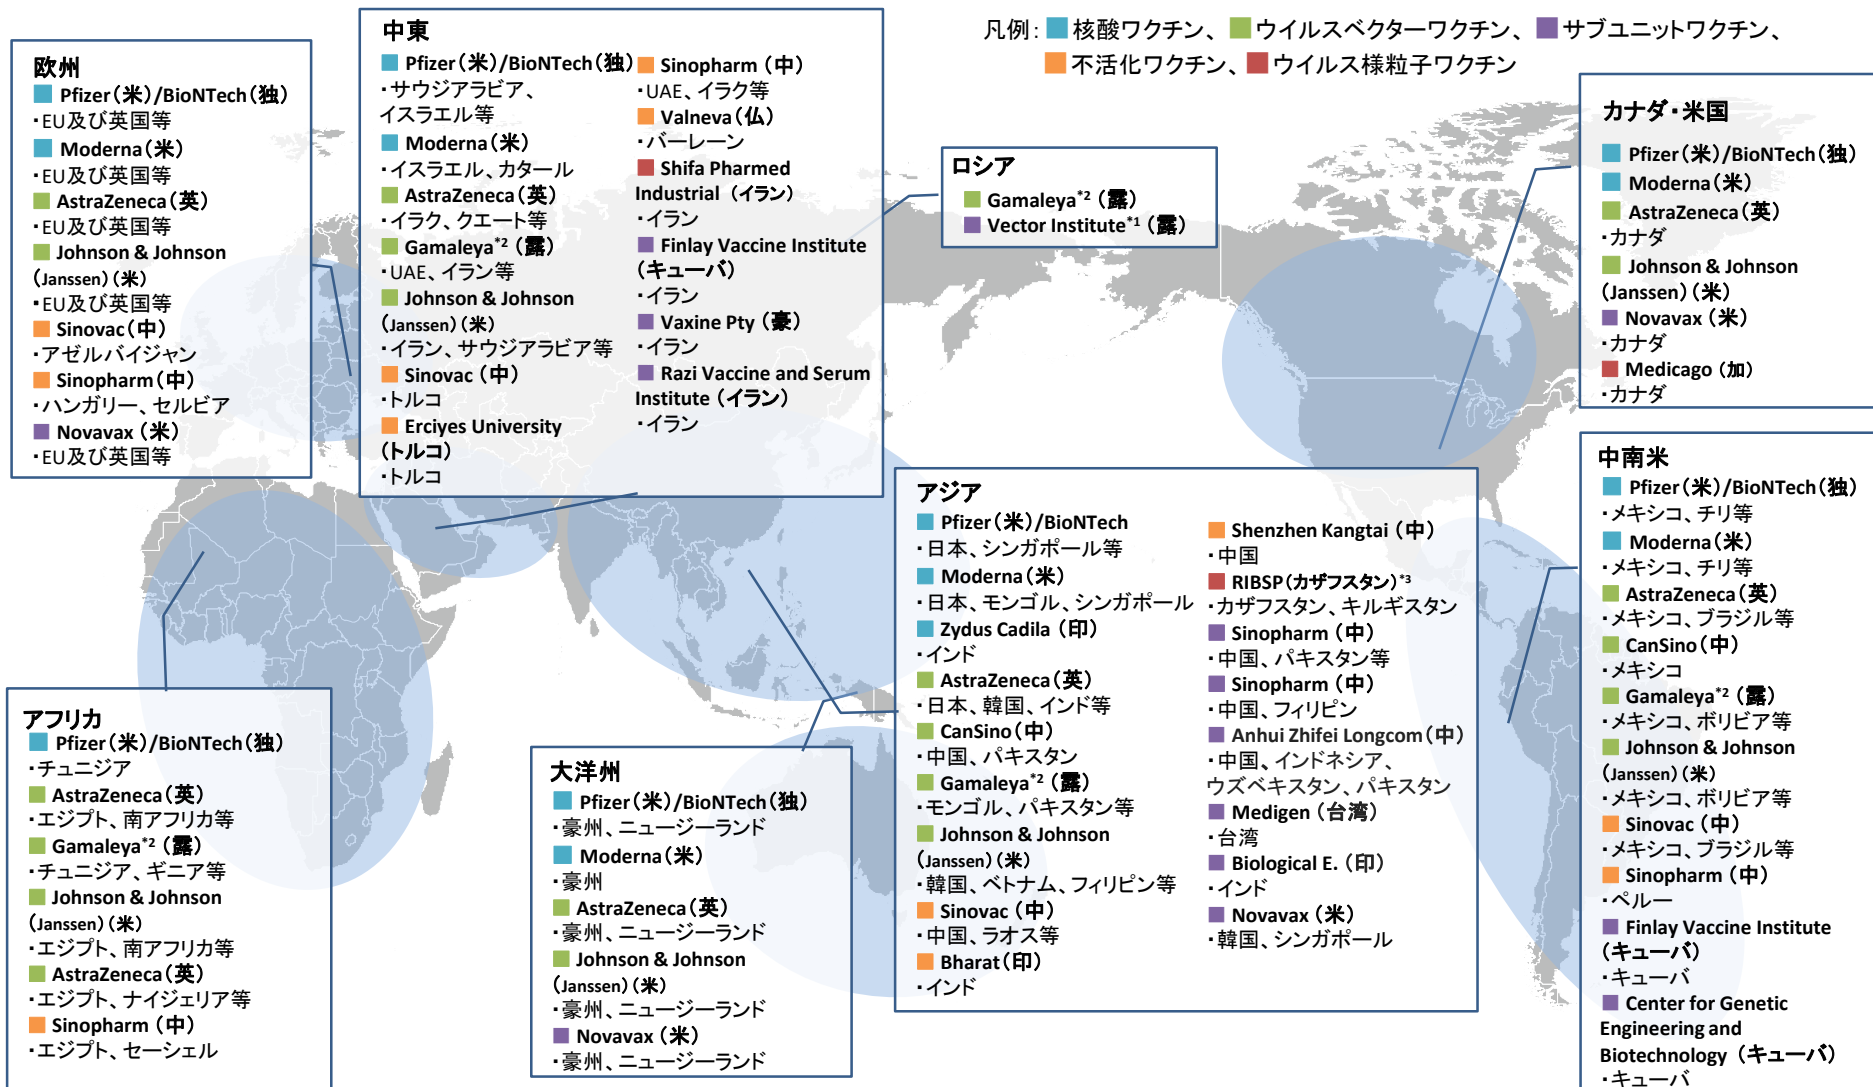 凡例: 核酸ワクチン、 ウイルスベクターワクチン、 サブユニットワクチン、
不活化ワクチン、 ウイルス様粒子ワクチン
欧州
Pfizer（米）/BioNTech（独）
・EU及び英国等
Moderna（米）
・EU及び英国等
AstraZeneca（英）
・EU及び英国等
Johnson & Johnson
(Janssen)（米）
・EU及び英国等
Sinovac（中）
・アゼルバイジャン
Sinopharm（中）
・ハンガリー、セルビア
Novavax（米）
・EU及び英国等
中東
Pfizer（米）/BioNTech（独）
・サウジアラビア、
イスラエル等
Moderna（米）
・イスラエル、カタール
AstraZeneca（英）
・イラク、クエート等
Gamaleya*2（露）
・UAE、イラン等
Johnson & Johnson
(Janssen)（米）
・イラン、サウジアラビア等
Sinovac（中）
・トルコ
Erciyes University
（トルコ）
・トルコ
Sinopharm（中）
・UAE、イラク等
Valneva（仏）
・バーレーン
Shifa Pharmed
Industrial（イラン）
・イラン
Finlay Vaccine Institute
（キューバ）
・イラン
Vaxine Pty（豪）
・イラン
Razi Vaccine and Serum
Institute（イラン）
・イラン
ロシア
Gamaleya*2（露）
Vector Institute*1（露）
カナダ・米国
Pfizer（米）/BioNTech（独）
Moderna（米）
AstraZeneca（英）
・カナダ
Johnson & Johnson
(Janssen)（米）
Novavax（米）
・カナダ
Medicago（加）
・カナダ
アフリカ
Pfizer（米）/BioNTech（独）
・チュニジア
AstraZeneca（英）
・エジプト、南アフリカ等
Gamaleya*2（露）
・チュニジア、ギニア等
Johnson & Johnson
(Janssen)（米）
・エジプト、南アフリカ等
AstraZeneca（英）
・エジプト、ナイジェリア等
Sinopharm（中）
・エジプト、セーシェル
大洋州
Pfizer（米）/BioNTech（独）
・豪州、ニュージーランド
Moderna（米）
・豪州
AstraZeneca（英）
・豪州、ニュージーランド
Johnson & Johnson
(Janssen)（米）
・豪州、ニュージーランド
Novavax（米）
・豪州、ニュージーランド
アジア
Pfizer（米）/BioNTech
・日本、シンガポール等
Moderna（米）
・日本、モンゴル、シンガポール
Zydus Cadila（印）
・インド
AstraZeneca（英）
・日本、韓国、インド等
CanSino（中）
・中国、パキスタン
Gamaleya*2（露）
・モンゴル、パキスタン等
Johnson & Johnson
(Janssen)（米）
・韓国、ベトナム、フィリピン等
Sinovac（中）
・中国、ラオス等
Bharat（印）
・インド
Shenzhen Kangtai（中）
・中国
RIBSP（カザフスタン）*3
・カザフスタン、キルギスタン
Sinopharm（中）
・中国、パキスタン等
Sinopharm（中）
・中国、フィリピン
Anhui Zhifei Longcom（中）
・中国、インドネシア、
ウズベキスタン、パキスタン
Medigen（台湾）
・台湾
Biological E.（印）
・インド
Novavax（米）
・韓国、シンガポール
中南米
Pfizer（米）/BioNTech（独）
・メキシコ、チリ等
Moderna（米）
・メキシコ、チリ等
AstraZeneca（英）
・メキシコ、ブラジル等
CanSino（中）
・メキシコ
Gamaleya*2（露）
・メキシコ、ボリビア等
Johnson & Johnson
(Janssen)（米）
・メキシコ、ボリビア等
Sinovac（中）
・メキシコ、ブラジル等
Sinopharm（中）
・ペルー
Finlay Vaccine Institute
（キューバ）
・キューバ
Center for Genetic
Engineering and
Biotechnology（キューバ）
・キューバ